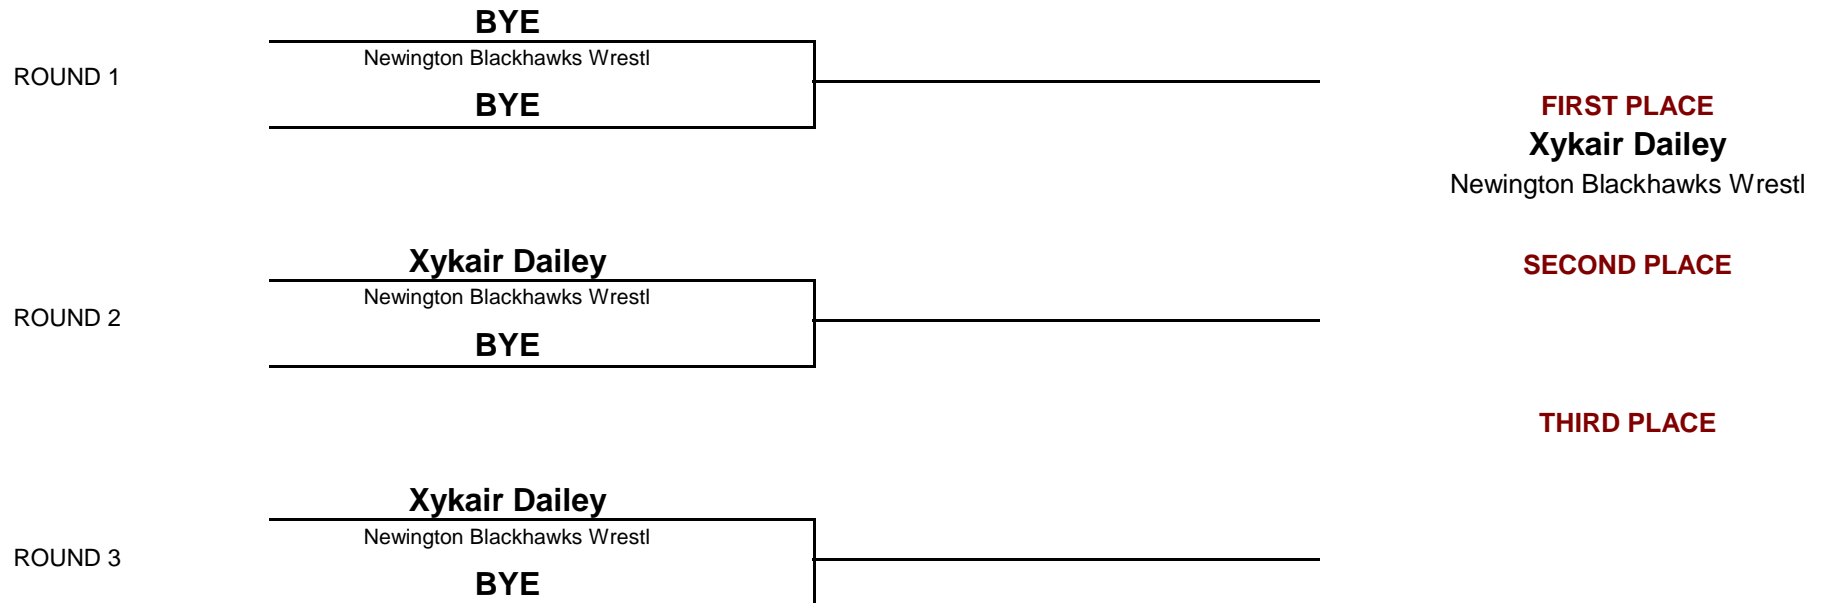 BYE
Newington Blackhawks Wrestl
ROUND 1
BYE
FIRST PLACE
Xykair Dailey
Newington Blackhawks Wrestl
Xykair Dailey
SECOND PLACE
Newington Blackhawks Wrestl
ROUND 2
BYE
THIRD PLACE
Xykair Dailey
Newington Blackhawks Wrestl
ROUND 3
BYE